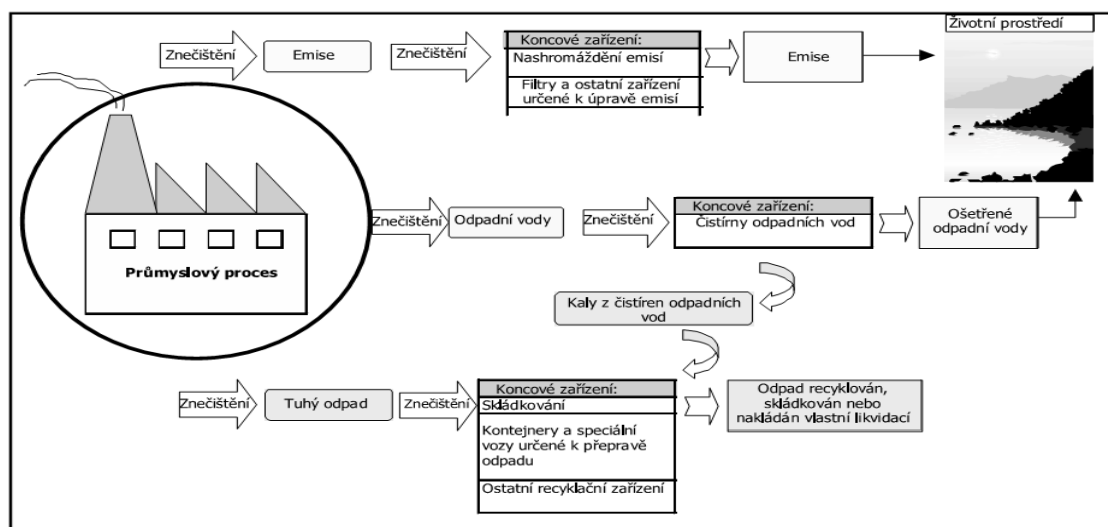 Životní prostředí
Znečištění
Emise
Znečištění
Koncové zařízení:
Nashromáždění emisí
Filtry a ostatní zařízení
určené k úpravě emisí
Emise
Průmyslový proces
Znečištění
Odpadní vody
Znečištění
Koncové zařízení:
Čistírny odpadních vod
Ošetřené
odpadní vody
Kaly z čistíren odpadních
vod
Znečištění
Tuhý odpad
Znečištění
Koncové zařízení:
Skládkování
Kontejnery a speciální
vozy určené k přepravě
odpadu
Ostatní recyklační zařízení
Odpad recyklován,
skládkován nebo
nakládán vlastní likvidací